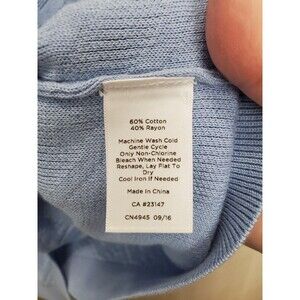 60% Cotton
40% Rayon
Machine Wash Cold
Gentle Cycle
Only Non-Chlorine
Bleach When Needed
Reshape, Lay Flat To
Dry
Cool Iron If Needed
Made In China
CA #23147
CN4945 09/16